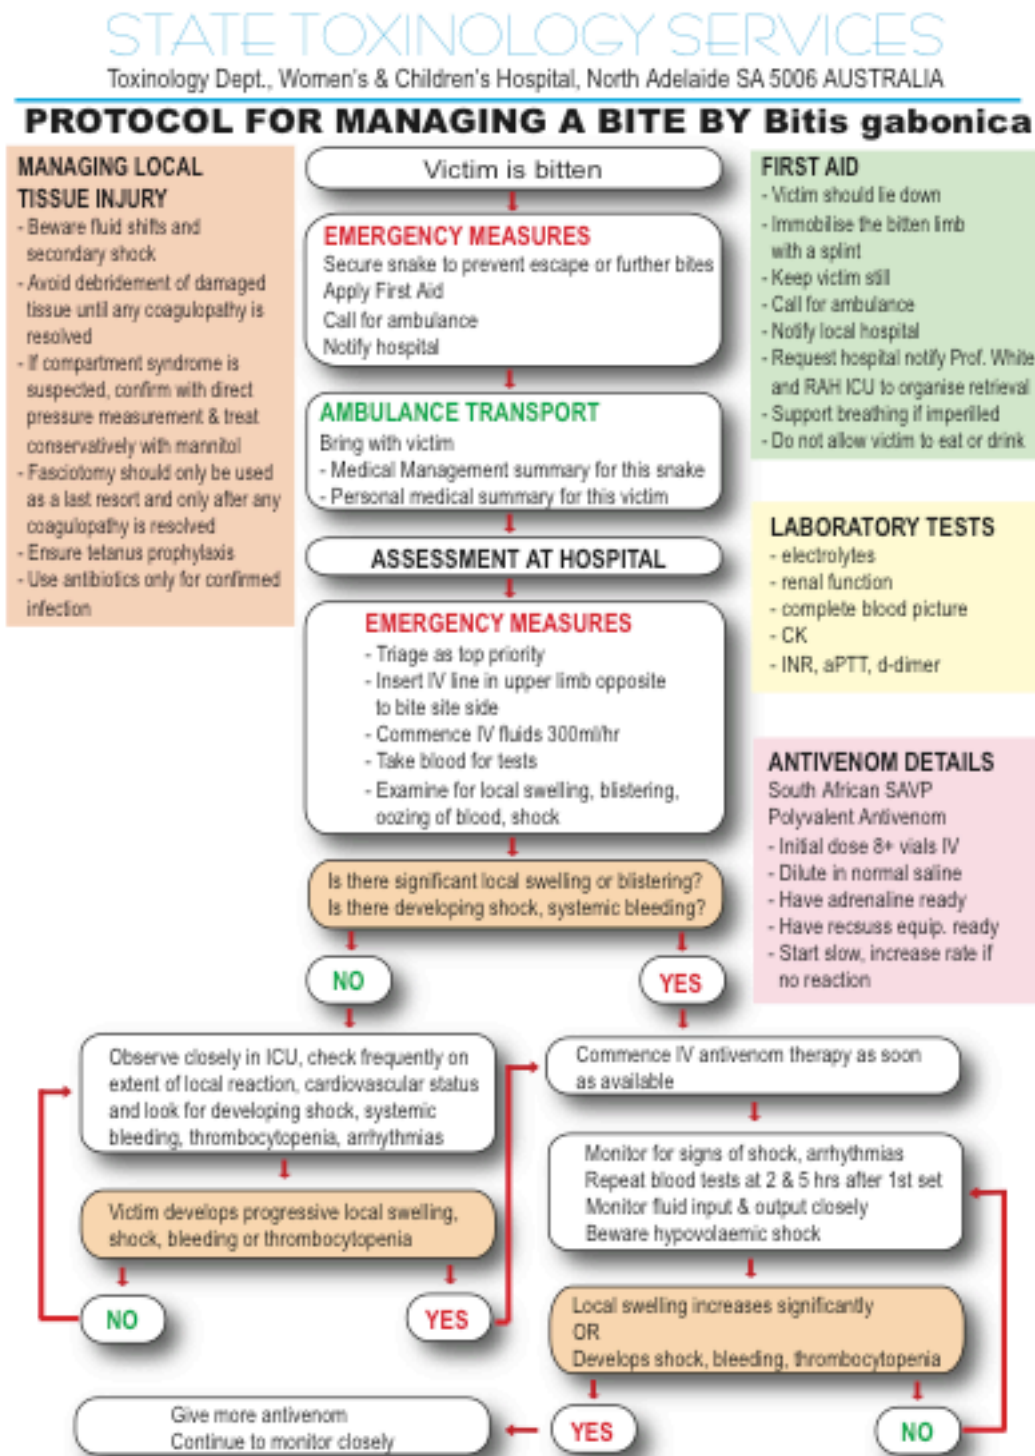 STATE TOXINOLOGY SERVICES
Toxinology Dept., Women's & Children's Hospital, North Adelaide SA 5006 AUSTRALIA
PROTOCOL FOR MANAGING A BITE BY Bitis gabonica
MANAGING LOCAL
TISSUE INJURY
- Beware fluid shifts and
secondary shock
- Avoid debridement of damaged
tissue until any coagulopathy is
resolved
- If compartment syndrome is
suspected, confirm with direct
pressure measurement & treat
conservatively with mannitol
- Fasciotomy should only be used
as a last resort and only after any
coagulopathy is resolved
- Ensure tetanus prophylaxis
- Use antibiotics only for confirmed
infection
Victim is bitten
EMERGENCY MEASURES
Secure snake to prevent escape or further bites
Apply First Aid
Call for ambulance
Notify hospital
AMBULANCE TRANSPORT
Bring with victim
- Medical Management summary for this snake
- Personal medical summary for this victim
ASSESSMENT AT HOSPITAL
EMERGENCY MEASURES
- Triage as top priority
- Insert IV line in upper limb opposite
to bite site side
- Commence IV fluids 300ml/hr
- Take blood for tests
- Examine for local swelling, blistering,
oozing of blood, shock
FIRST AID
- Victim should lie down
- Immobilise the bitten limb
with a splint
- Keep victim still
- Call for ambulance
- Notify local hospital
- Request hospital notify Prof. White
and RAH ICU to organise retrieval
- Support breathing if imperilled
- Do not allow victim to eat or drink
LABORATORY TESTS
- electrolytes
- renal function
- complete blood picture
- CK
- INR, aPTT, d-dimer
ANTIVENOM DETAILS
South African SAVP
Polyvalent Antivenom
- Initial dose 8+ vials IV
- Dilute in normal saline
- Have adrenaline ready
- Have recsuss equip. ready
- Start slow, increase rate if
no reaction
Is there significant local swelling or blistering?
Is there developing shock, systemic bleeding?
NO
YES
Observe closely in ICU, check frequently on
extent of local reaction, cardiovascular status
and look for developing shock, systemic
bleeding, thrombocytopenia, arrhythmias
Victim develops progressive local swelling,
shock, bleeding or thrombocytopenia
NO
YES
Commence IV antivenom therapy as soon
as available
Monitor for signs of shock, arrhythmias
Repeat blood tests at 2 & 5 hrs after 1st set
Monitor fluid input & output closely
Beware hypovolaemic shock
Local swelling increases significantly
OR
Develops shock, bleeding, thrombocytopenia
YES
NO
Give more antivenom
Continue to monitor closely